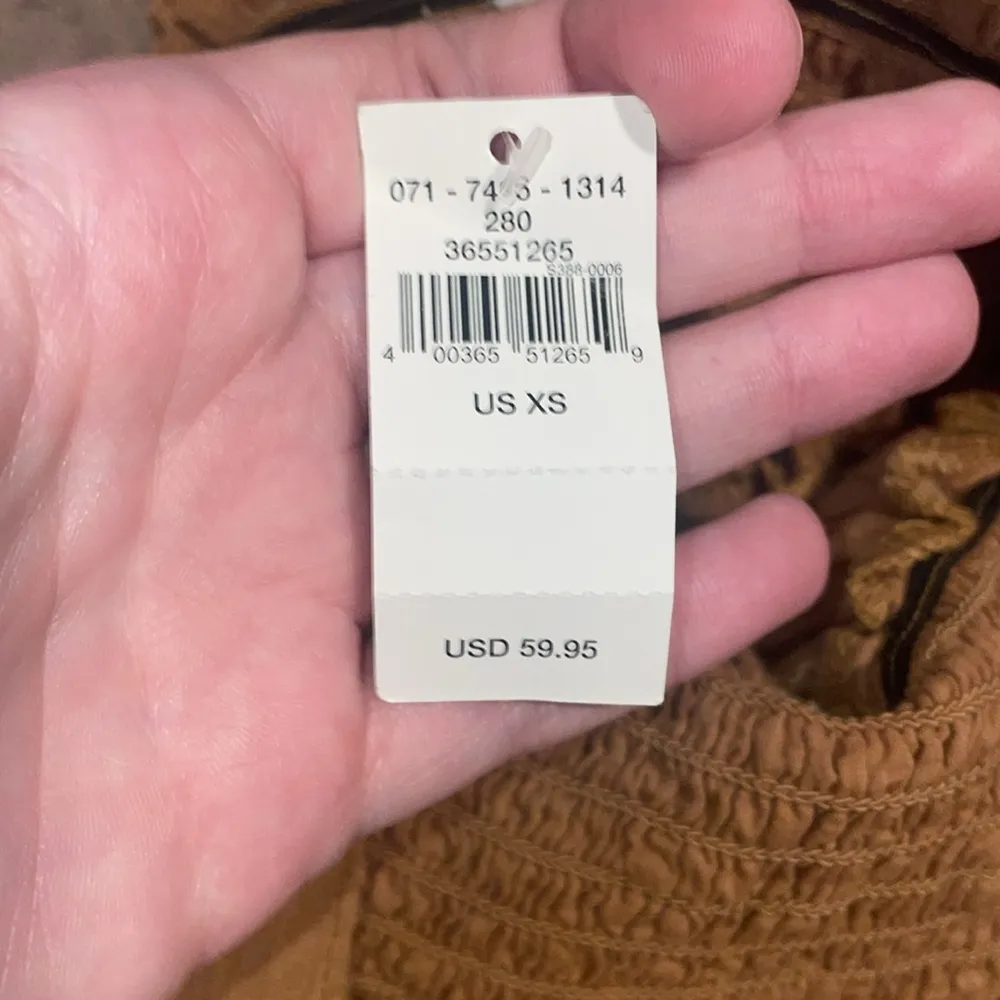 071 - - 1314
280
36551265
S388-0006
4 00365 51265 9
US XS
USD 59.95